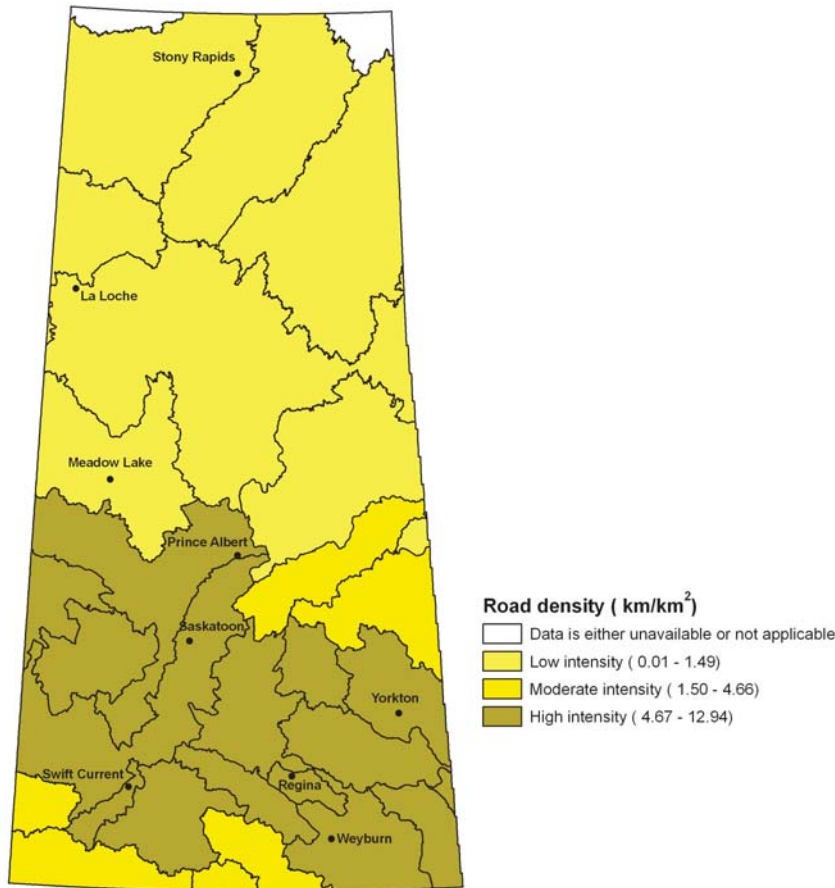 Stony Rapids
La Loche
Meadow Lake
Prince Albert
Saskatoon
Yorkton
Swift Current
Regina
Weyburn
Road density ( km/km²)
Data is either unavailable or not applicable
Low intensity ( 0.01 - 1.49)
Moderate intensity ( 1.50 - 4.66)
High intensity ( 4.67 - 12.94)